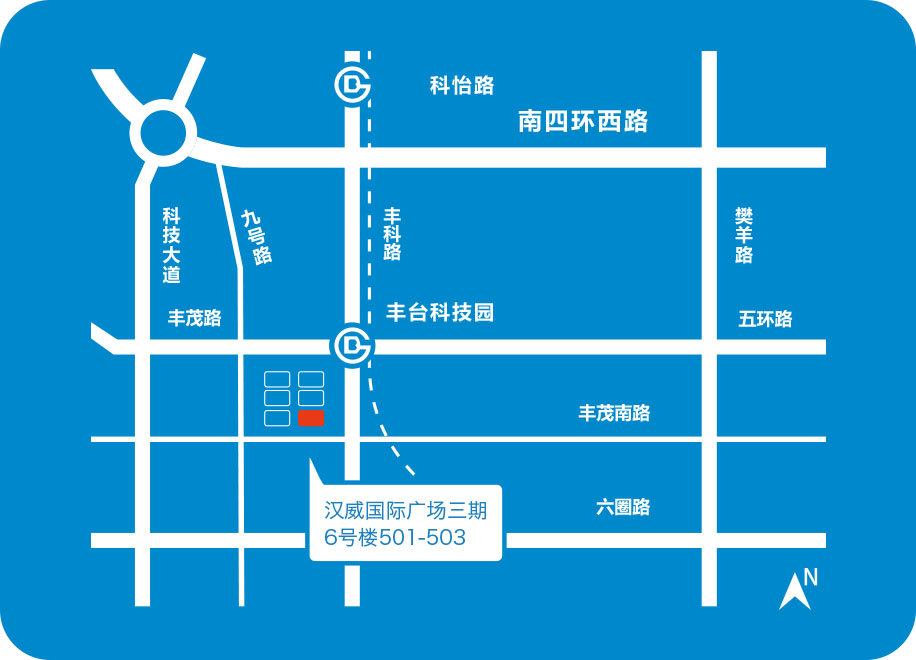 科怡路
南四环西路
科技大道
九号路
丰科路
樊羊路
丰台科技园
丰茂路
五环路
丰茂南路
六圈路
汉威国际广场三期
6号楼501-503
N